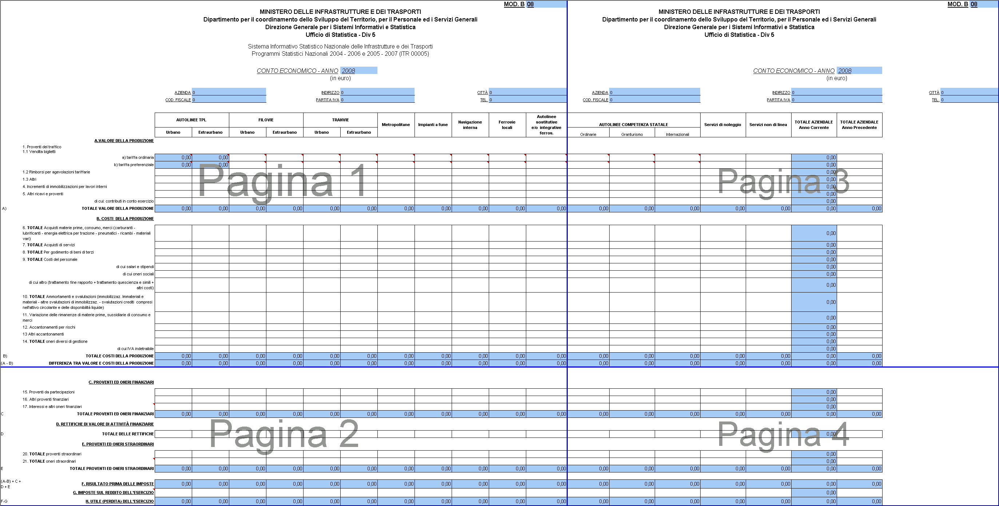 MOD. B 08
MINISTERO DELLE INFRASTRUTTURE E DEI TRASPORTI
Dipartimento per il coordinamento dello Sviluppo del Territorio, per il Personale ed i Servizi Generali
Direzione Generale per i Sistemi Informativi e Statistica
Ufficio di Statistica - Div 5
Sistema Informativo Statistico Nazionale delle Infrastrutture e dei Trasporti
Programmi Statistici Nazionali 2004 - 2006 e 2005 - 2007 (ITR 00005)
CONTO ECONOMICO - ANNO 2008
(in euro)
AZIENDA 0 INDIRIZZO 0 CITTÀ 0
COD. FISCALE 0 PARTITA IVA 0 TEL. 0
MOD. B 08
MINISTERO DELLE INFRASTRUTTURE E DEI TRASPORTI
Dipartimento per il coordinamento dello Sviluppo del Territorio, per il Personale ed i Servizi Generali
Direzione Generale per i Sistemi Informativi e Statistica
Ufficio di Statistica - Div 5
CONTO ECONOMICO - ANNO 2008
(in euro)
AZIENDA 0 INDIRIZZO 0 CITTÀ 0
COD. FISCALE 0 PARTITA IVA 0 TEL. 0
AUTOLINEE TPL FILOVIE TRANVIE Metropolitane Impianti a fune Navigazione interna Ferrovie locali Autolinee sostitutive e/o integrative ferrov. AUTOLINEE COMPETENZA STATALE Servizi di noleggio Servizi non di linea TOTALE AZIENDALE Anno Corrente TOTALE AZIENDALE Anno Precedente
Urbano Extraurbano Urbano Extraurbano Urbano Extraurbano Ordinarie Granturismo Internazionali
A.VALORE DELLA PRODUZIONE
1. Proventi del traffico
1.1 Vendita biglietti
a) tariffa ordinaria 0,00 0,00 0,00
b) tariffa preferenziale 0,00 0,00 0,00
1.2 Rimborsi per agevolazioni tariffarie 0,00
1.3 Altri 0,00
Pagina 1 Pagina 3
4. Incrementi di immobilizzazioni per lavori interni 0,00
5. Altri ricavi e proventi 0,00
di cui: contributi in conto esercizio 0,00
A) TOTALE VALORE DELLA PRODUZIONE 0,00 0,00 0,00 0,00 0,00 0,00 0,00 0,00 0,00 0,00 0,00 0,00 0,00 0,00 0,00 0,00 0,00 0,00
B. COSTI DELLA PRODUZIONE
6. TOTALE Acquisti materie prime, consumo, merci (carburanti -
lubrificanti - energia elettrica per trazione - pneumatici - ricambi - materiali
vari) 0,00
7. TOTALE Acquisti di servizi 0,00
8. TOTALE Per godimento di beni di terzi 0,00
9. TOTALE Costi del personale 0,00
di cui salari e stipendi 0,00
di cui oneri sociali 0,00
di cui altro (trattamento fine rapporto + trattamento quescienza e simili +
altri costi) 0,00
10. TOTALE Ammortamenti e svalutazioni (immobilizzaz. Immateriali e
materiali - altre svalutazioni di immobilizzaz. - svalutazioni crediti compresi
nell'attivo circolante e delle disponibilità liquide) 0,00
11. Variazione delle rimanenze di materie prime, sussidiarie di consumo e
merci 0,00
12. Accantonamenti per rischi 0,00
13 Altri accantonamenti 0,00
14. TOTALE oneri diversi di gestione 0,00
di cui IVA indetraibile 0,00
B) TOTALE COSTI DELLA PRODUZIONE 0,00 0,00 0,00 0,00 0,00 0,00 0,00 0,00 0,00 0,00 0,00 0,00 0,00 0,00 0,00 0,00 0,00 0,00
(A - B) DIFFERENZA TRA VALORE E COSTI DELLA PRODUZIONE 0,00 0,00 0,00 0,00 0,00 0,00 0,00 0,00 0,00 0,00 0,00 0,00 0,00 0,00 0,00 0,00 0,00 0,00
C. PROVENTI ED ONERI FINANZIARI
15. Proventi da partecipazioni 0,00
16. Altri proventi finanziari 0,00
17. Interessi e altri oneri finanziari 0,00
C TOTALE PROVENTI ED ONERI FINANZIARI 0,00 0,00 0,00 0,00 0,00 0,00 0,00 0,00 0,00 0,00 0,00 0,00 0,00 0,00 0,00 0,00 0,00 0,00
D. RETTIFICHE DI VALORE DI ATTIVITÀ FINANZIARIE
Pagina 2 Pagina 4
D TOTALE DELLE RETTIFICHE 0,00
E. PROVENTI ED ONERI STRAORDINARI
20. TOTALE proventi straordinari 0,00
21. TOTALE oneri straordinari 0,00
E TOTALE PROVENTI ED ONERI STRAORDINARI 0,00 0,00 0,00 0,00 0,00 0,00 0,00 0,00 0,00 0,00 0,00 0,00 0,00 0,00 0,00 0,00 0,00 0,00
(A-B) + C +
D + E F. RISULTATO PRIMA DELLE IMPOSTE 0,00 0,00 0,00 0,00 0,00 0,00 0,00 0,00 0,00 0,00 0,00 0,00 0,00 0,00 0,00 0,00 0,00 0,00
G. IMPOSTE SUL REDDITO DELL'ESERCIZIO 0,00
F-G H. UTILE (PERDITA) DELL'ESERCIZIO 0,00 0,00 0,00 0,00 0,00 0,00 0,00 0,00 0,00 0,00 0,00 0,00 0,00 0,00 0,00 0,00 0,00 0,00